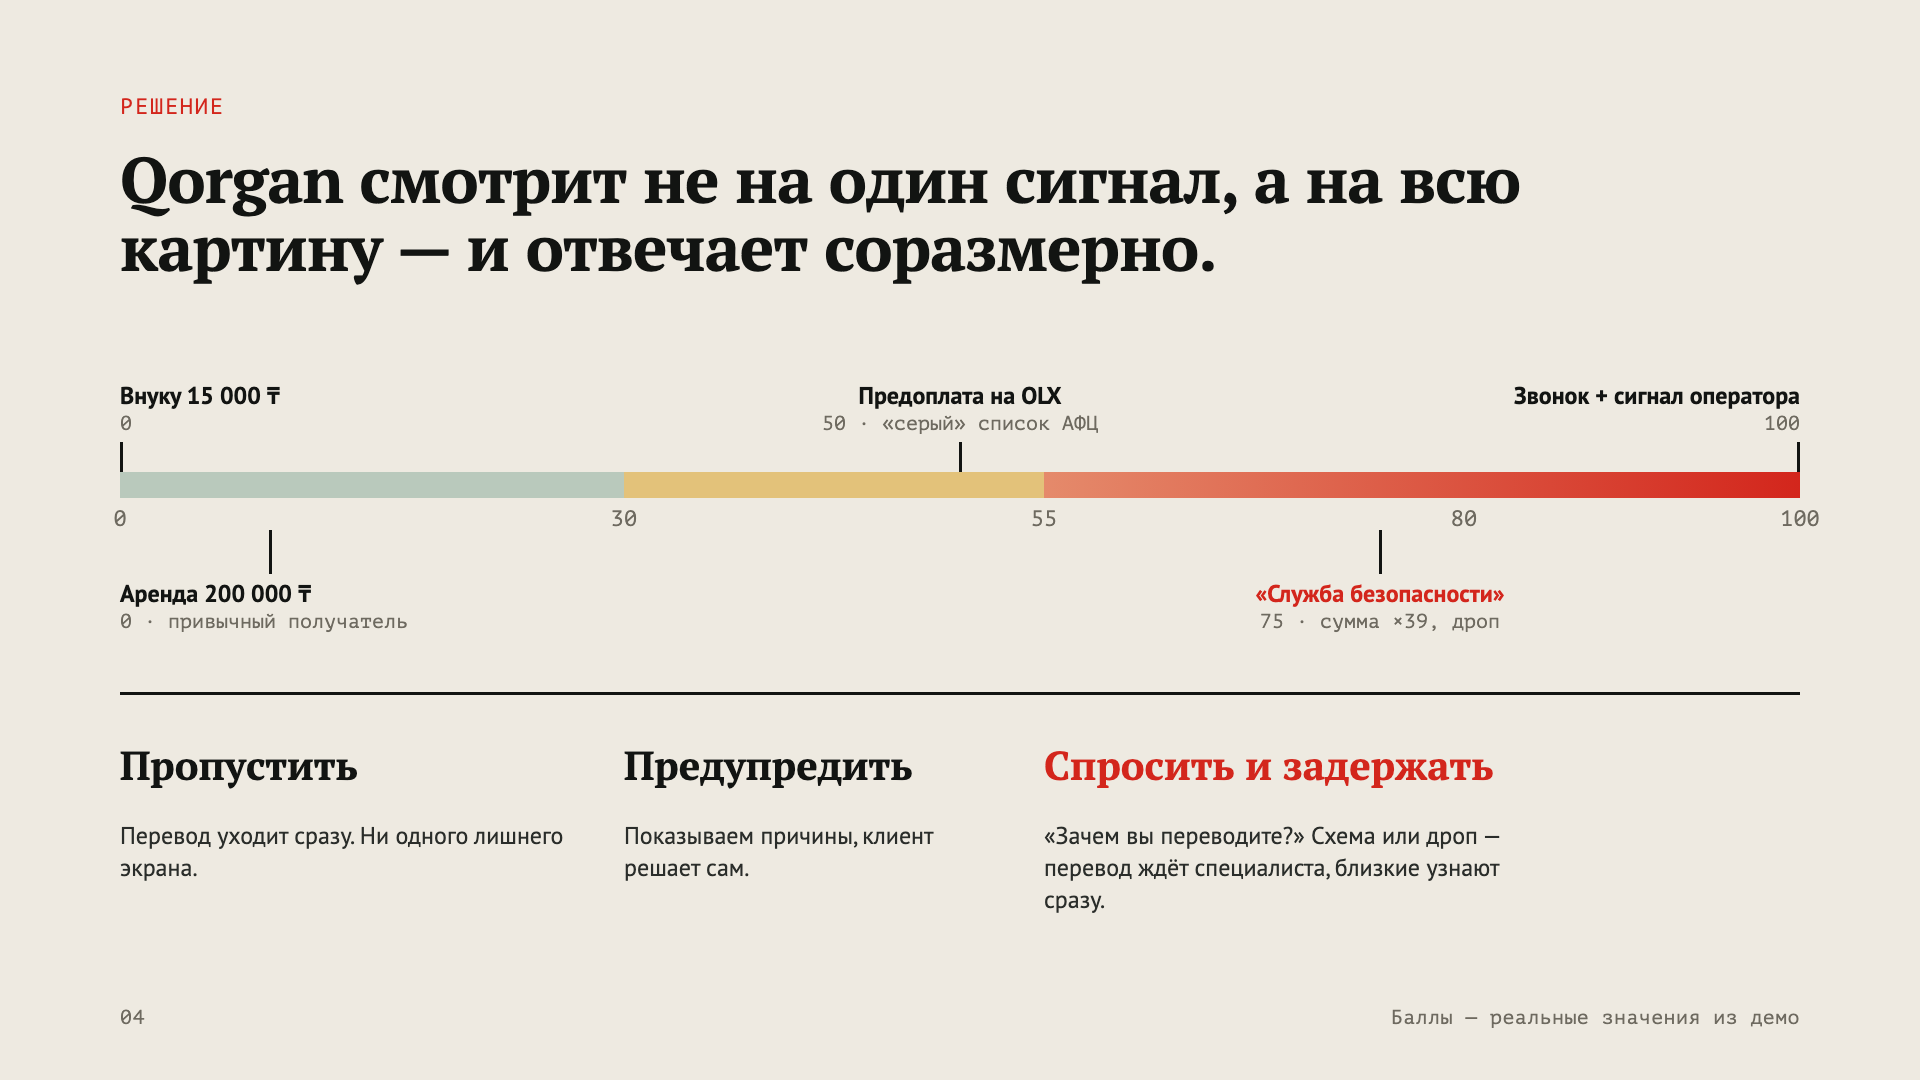 РЕШЕНИЕ
Qorgan смотрит не на один сигнал, а на всю
картину — и отвечает соразмерно.
Внуку 15 000 ₸
0
Предоплата на OLX
50 · «серый» список АФЦ
Звонок + сигнал оператора
100
0 30 55 80 100
Аренда 200 000 ₸
0 · привычный получатель
«Служба безопасности»
75 · сумма ×39, дроп
Пропустить
Перевод уходит сразу. Ни одного лишнего
экрана.
Предупредить
Показываем причины, клиент
решает сам.
Спросить и задержать
«Зачем вы переводите?» Схема или дроп —
перевод ждёт специалиста, близкие узнают
сразу.
04
Баллы — реальные значения из демо